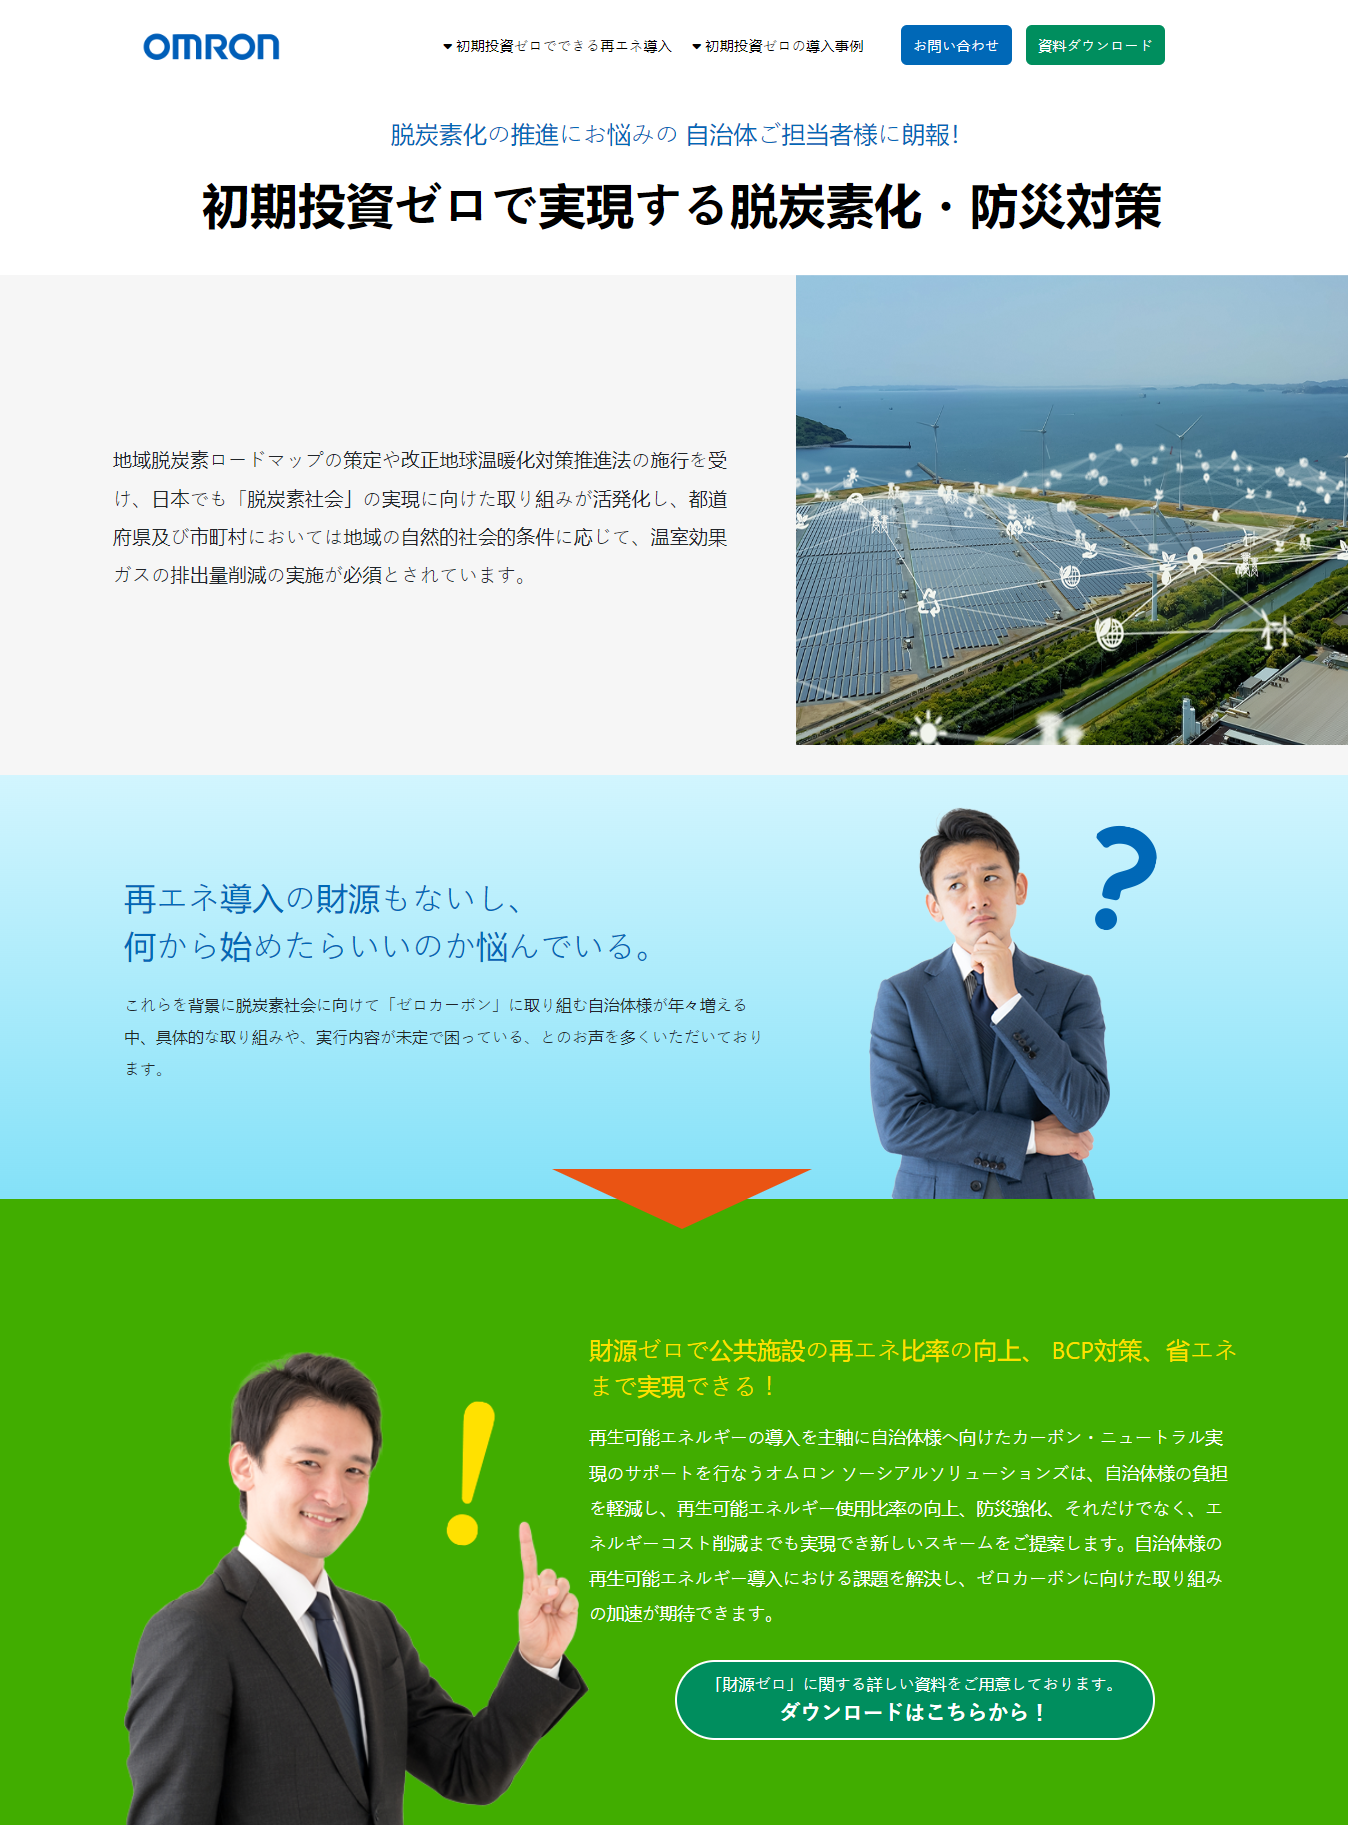 OMRON
初期投資ゼロでできる再エネ導入
初期投資ゼロの導入事例
お問い合わせ
資料ダウンロード
脱炭素化の推進にお悩みの 自治体ご担当者様に朗報！
初期投資ゼロで実現する脱炭素化・防災対策
地域脱炭素ロードマップの策定や改正地球温暖化対策推進法の施行を受
け、日本でも「脱炭素社会」の実現に向けた取り組みが活発化し、都道
府県及び市町村においては地域の自然的社会的条件に応じて、温室効果
ガスの排出量削減の実施が必須とされています。
再エネ導入の財源もないし、
何から始めたらいいのか悩んでいる。
これらを背景に脱炭素社会に向けて「ゼロカーボン」に取り組む自治体様が年々増える
中、具体的な取り組みや、実行内容が未定で困っている、とのお声を多くいただいており
ます。
?
財源ゼロで公共施設の再エネ比率の向上、 BCP対策、省エネ
まで実現できる！
!
再生可能エネルギーの導入を主軸に自治体様へ向けたカーボン・ニュートラル実
現のサポートを行なうオムロン ソーシアルソリューションズは、自治体様の負担
を軽減し、再生可能エネルギー使用比率の向上、防災強化、それだけでなく、エ
ネルギーコスト削減までも実現でき新しいスキームをご提案します。自治体様の
再生可能エネルギー導入における課題を解決し、ゼロカーボンに向けた取り組み
の加速が期待できます。
「財源ゼロ」に関する詳しい資料をご用意しております。
ダウンロードはこちらから！